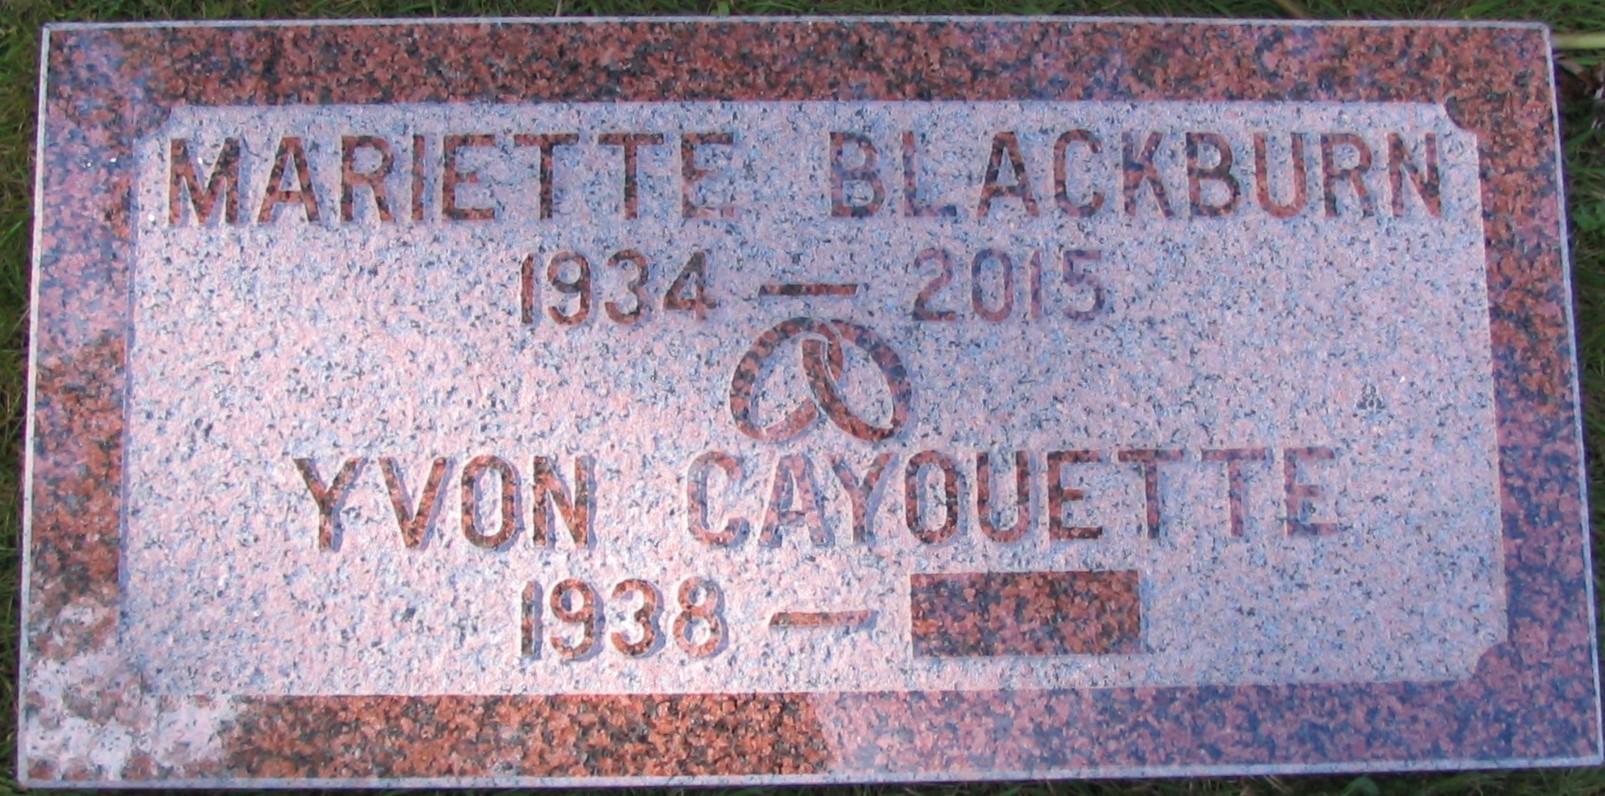 MARIETTE BLACKBURN
1934 — 2015
YVON CAYOUETTE
1938 —